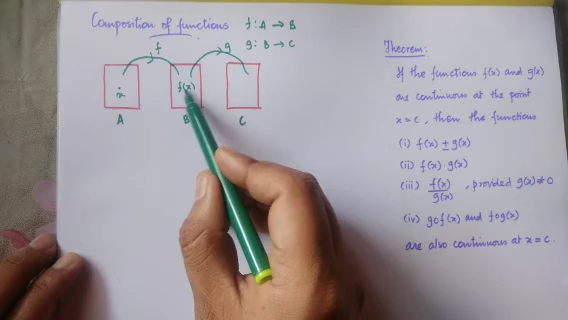 Composition of functions
f: A → B
g: B → C
f
g
x
f(x)
A
B
C
Theorem:
If the functions f(x) and g(x)
are continuous at the point
x = c, then the functions
(i) f(x) ± g(x)
(ii) f(x) · g(x)
(iii) f(x)/g(x), provided g(x) ≠ 0
(iv) gof(x) and fog(x)
are also continuous at x = c.